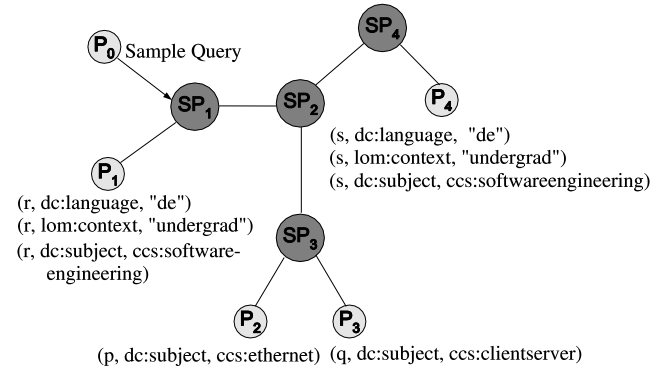 SP4
P0 Sample Query
SP1
SP2
P4
(s, dc:language, "de")
(s, lom:context, "undergrad")
(s, dc:subject, ccs:softwareengineering)
P1
(r, dc:language, "de")
(r, lom:context, "undergrad")
(r, dc:subject, ccs:software-
engineering)
SP3
P2
P3
(p, dc:subject, ccs:ethernet)
(q, dc:subject, ccs:clientserver)